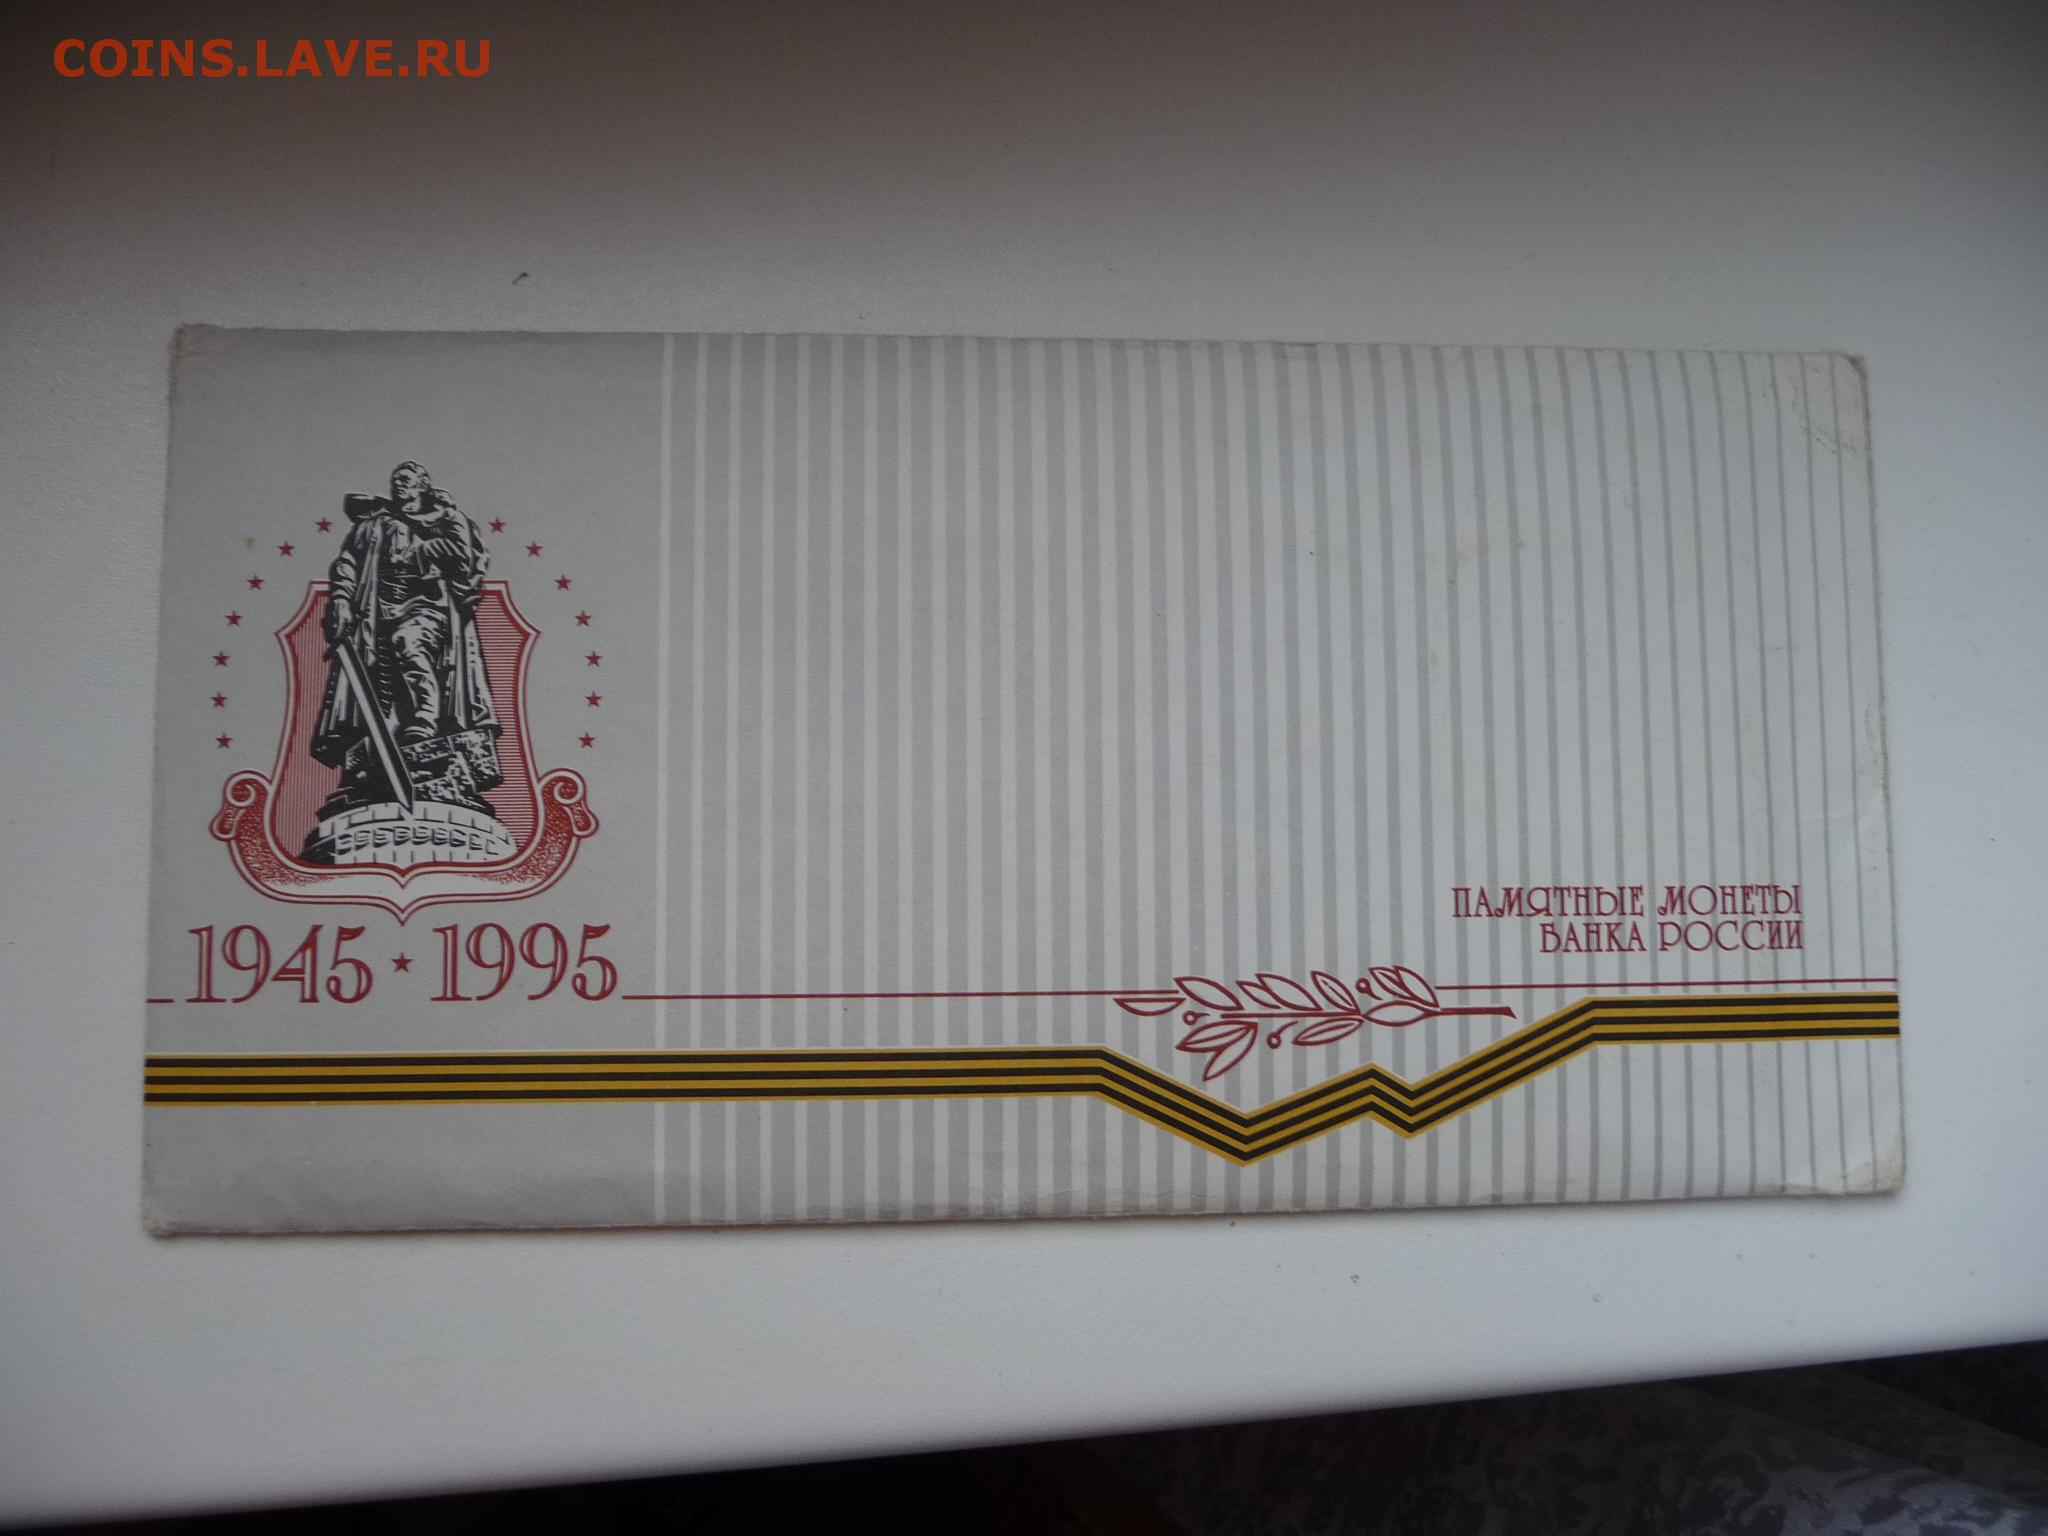 COINS.LAVE.RU
1945 ★ 1995
ПАМЯТНЫЕ МОНЕТЫ
БАНКА РОССИИ